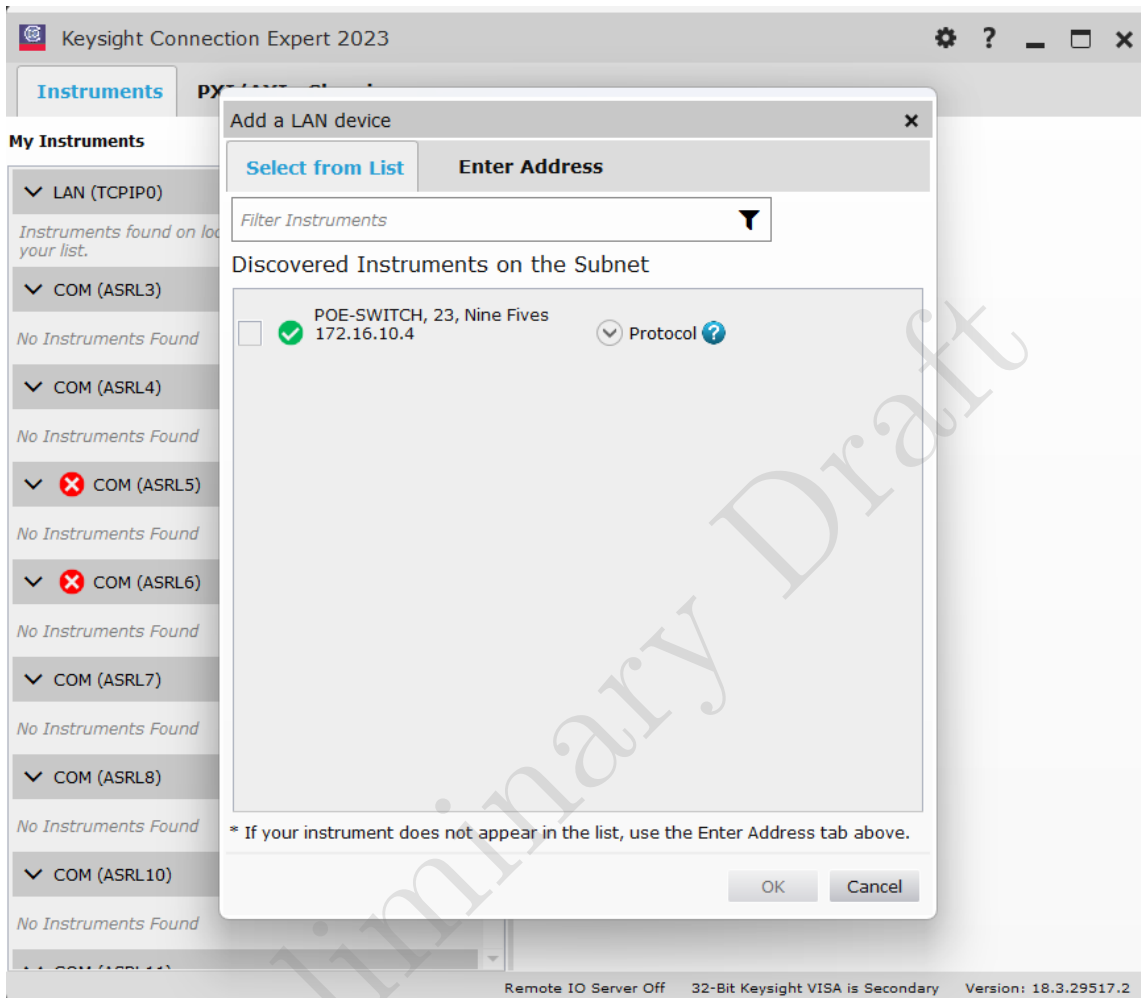 Keysight Connection Expert 2023
?
Instruments
My Instruments
LAN (TCPIP0)
Instruments found on
your list.
COM (ASRL3)
No Instruments Found
COM (ASRL4)
No Instruments Found
COM (ASRL5)
No Instruments Found
COM (ASRL6)
No Instruments Found
COM (ASRL7)
No Instruments Found
COM (ASRL8)
No Instruments Found
COM (ASRL10)
No Instruments Found
Add a LAN device
Select from List
Enter Address
Filter Instruments
Discovered Instruments on the Subnet
POE-SWITCH, 23, Nine Fives
172.16.10.4
Protocol ?
* If your instrument does not appear in the list, use the Enter Address tab above.
OK
Cancel
Remote IO Server Off
32-Bit Keysight VISA is Secondary
Version: 18.3.29517.2
liminary Draft